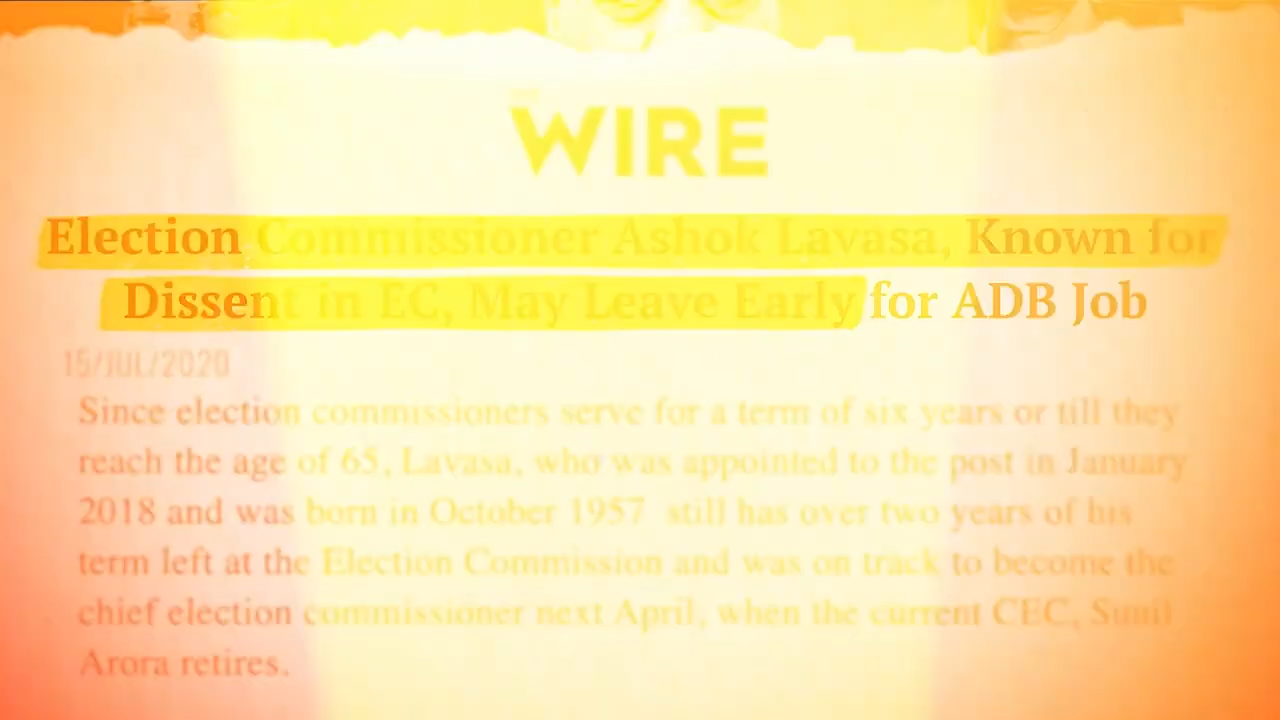 WIRE
Election Commissioner Ashok Lavasa, Known for
Dissent in EC, May Leave Early for ADB Job
15/JUL/2020
Since election commissioners serve for a term of six years or till they
reach the age of 65, Lavasa, who was appointed to the post in January
2018 and was born in October 1957 still has over two years of his
term left at the Election Commission and was on track to become the
chief election commissioner next April, when the current CEC, Sunil
Arora retires.